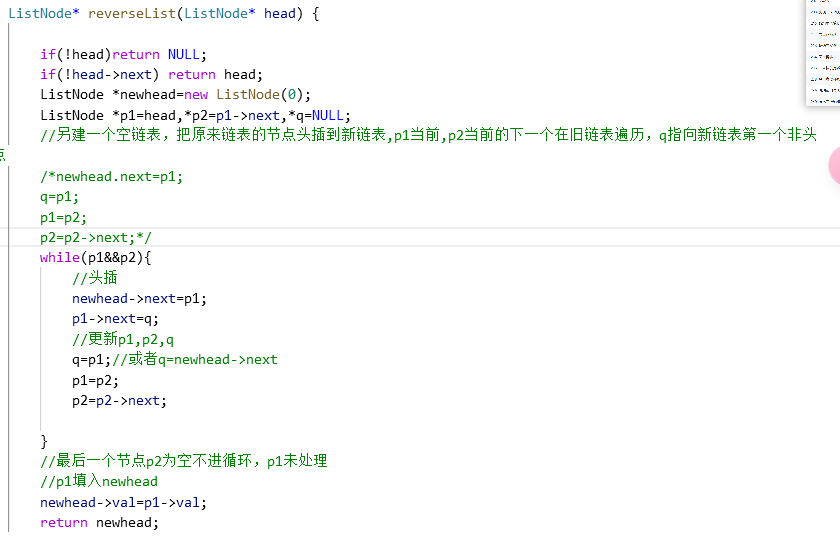 ListNode* reverseList(ListNode* head) {
if(!head)return NULL;
if(!head->next) return head;
ListNode *newhead=new ListNode(0);
ListNode *p1=head,*p2=p1->next,*q=NULL;
//另建一个空链表，把原来链表的节点头插到新链表,p1当前,p2当前的下一个在旧链表遍历，q指向新链表第一个非头
点
/*newhead.next=p1;
q=p1;
p1=p2;
p2=p2->next;*/
while(p1&&p2){
//头插
newhead->next=p1;
p1->next=q;
//更新p1,p2,q
q=p1;//或者q=newhead->next
p1=p2;
p2=p2->next;
}
//最后一个节点p2为空不进循环，p1未处理
//p1填入newhead
newhead->val=p1->val;
return newhead;